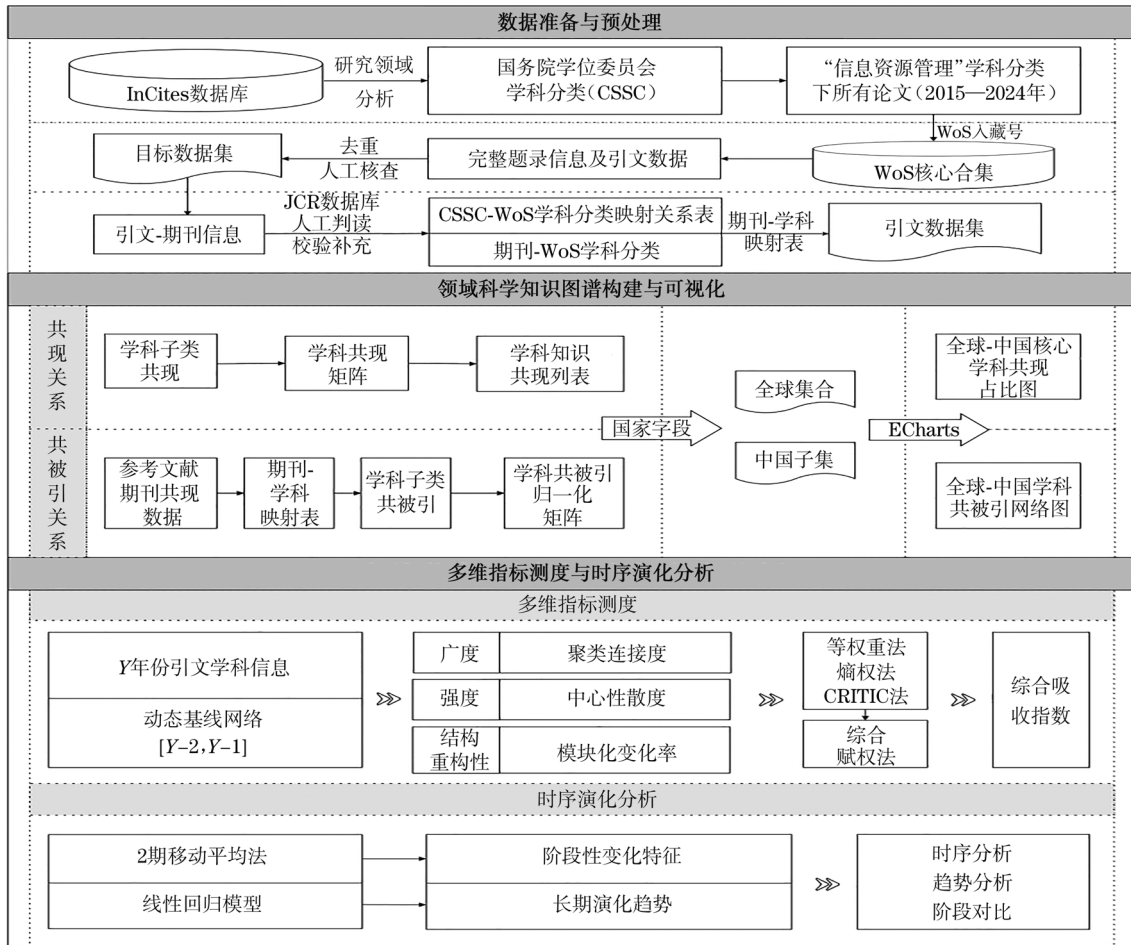 数据准备与预处理
InCites数据库
研究领域
分析
国务院学位委员会
学科分类(CSSC)
“信息资源管理”学科分类
下所有论文(2015—2024年)
WoS入藏号
目标数据集
去重
人工核查
完整题录信息及引文数据
WoS核心合集
引文-期刊信息
JCR数据库
人工判读
校验补充
CSSC-WoS学科分类映射关系表
期刊-WoS学科分类
期刊-学科
映射表
引文数据集
领域科学知识图谱构建与可视化
共
现
关
系
学科子类
共现
学科共现
矩阵
学科知识
共现列表
共
被
引
关
系
参考文献
期刊共现
数据
期刊-
学科
映射表
学科子类
共被引
学科共被引
归一化
矩阵
国家字段
全球集合
中国子集
ECharts
全球-中国核心
学科共现
占比图
全球-中国学科
共被引网络图
多维指标测度与时序演化分析
多维指标测度
Y年份引文学科信息
动态基线网络
[Y-2,Y-1]
广度
聚类连接度
强度
中心性散度
结构
重构性
模块化变化率
等权重法
熵权法
CRITIC法
综合
赋权法
综合吸
收指数
时序演化分析
2期移动平均法
阶段性变化特征
线性回归模型
长期演化趋势
时序分析
趋势分析
阶段对比